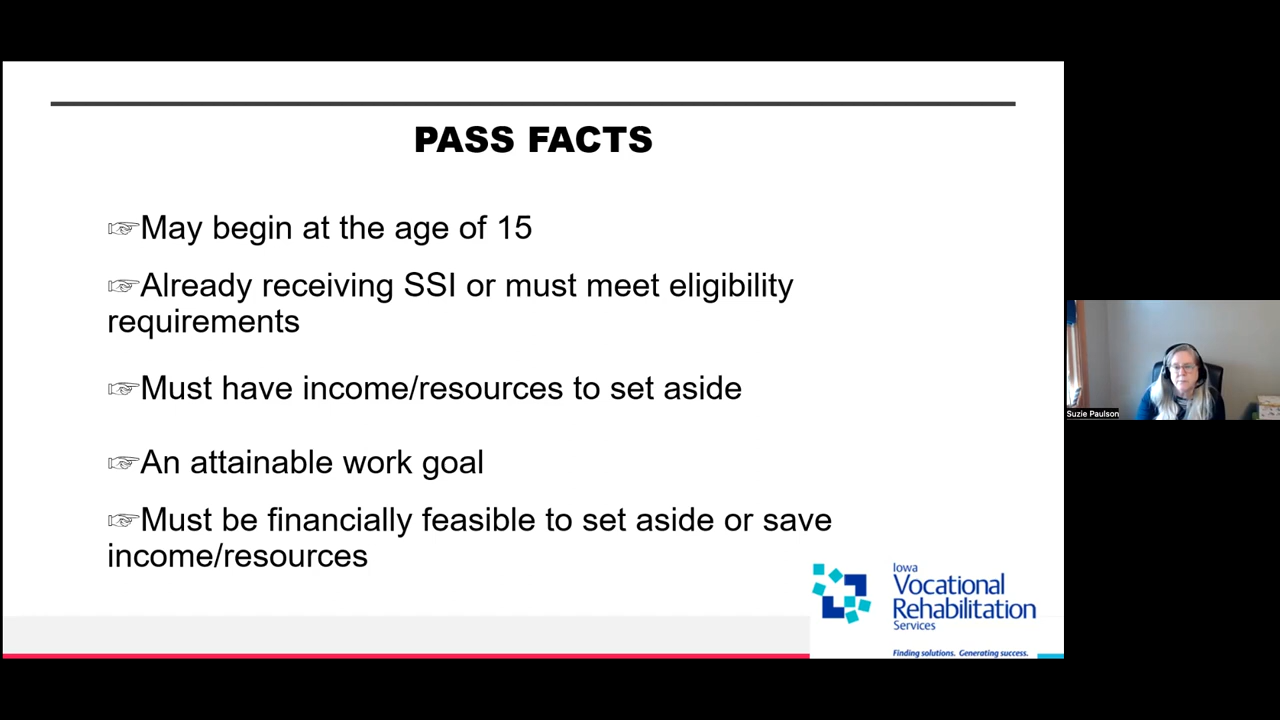 PASS FACTS
☞May begin at the age of 15
☞Already receiving SSI or must meet eligibility
requirements
☞Must have income/resources to set aside
☞An attainable work goal
☞Must be financially feasible to set aside or save
income/resources
Iowa
Vocational
Rehabilitation
Services
Finding solutions. Generating success.
Suzie Paulson